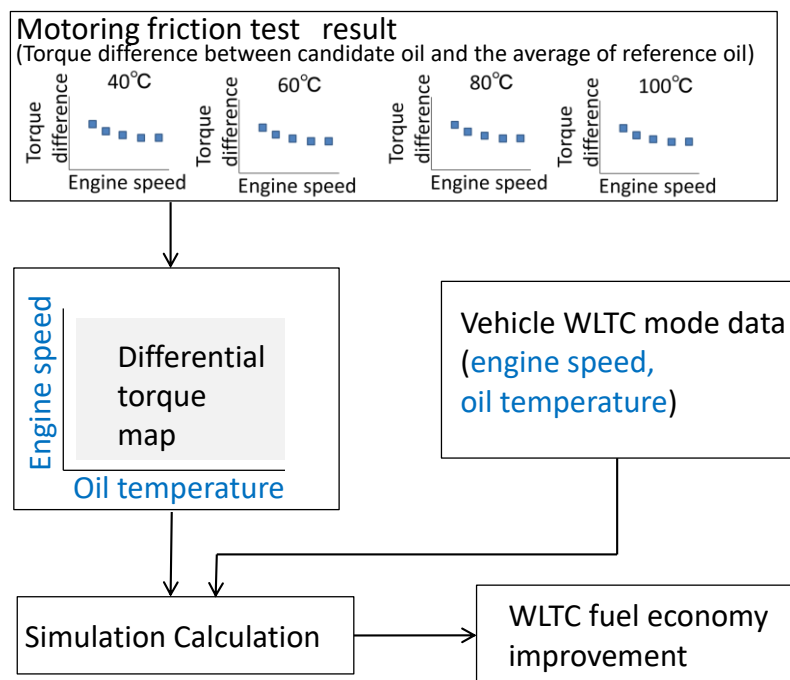 Motoring friction test result
(Torque difference between candidate oil and the average of reference oil)
40℃
60℃
80℃
100℃
Torque
difference
Engine speed
Torque
difference
Engine speed
Torque
difference
Engine speed
Torque
difference
Engine speed
Engine speed
Differential
torque
map
Oil temperature
Vehicle WLTC mode data
(engine speed,
oil temperature)
Simulation Calculation
WLTC fuel economy
improvement